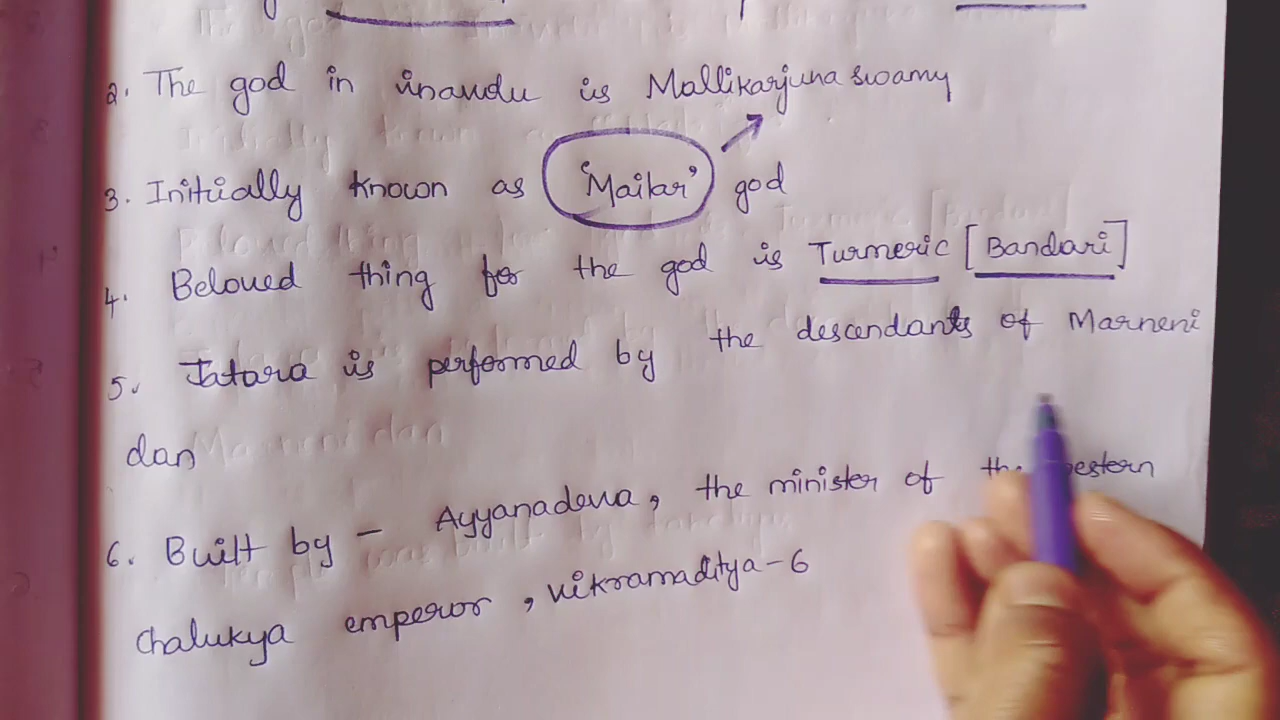 2. The god in inavolu is Mallikarjuna swamy
3. Initially known as 'Mailar' god
4. Beloved thing for the god is Turmeric [Bandari]
5. Jatara is performed by the descendants of Marneni
dan
6. Built by - Ayyanadeva, the minister of the western
Chalukya emperor, vikramaditya-6